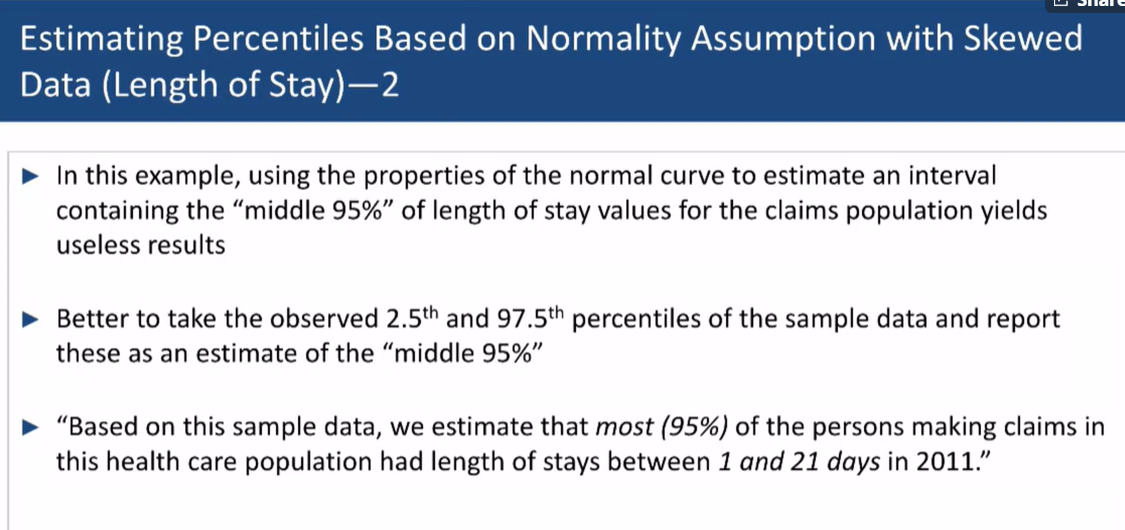 Share
Estimating Percentiles Based on Normality Assumption with Skewed
Data (Length of Stay)—2
► In this example, using the properties of the normal curve to estimate an interval
containing the “middle 95%” of length of stay values for the claims population yields
useless results
► Better to take the observed 2.5th and 97.5th percentiles of the sample data and report
these as an estimate of the “middle 95%”
► “Based on this sample data, we estimate that most (95%) of the persons making claims in
this health care population had length of stays between 1 and 21 days in 2011.”